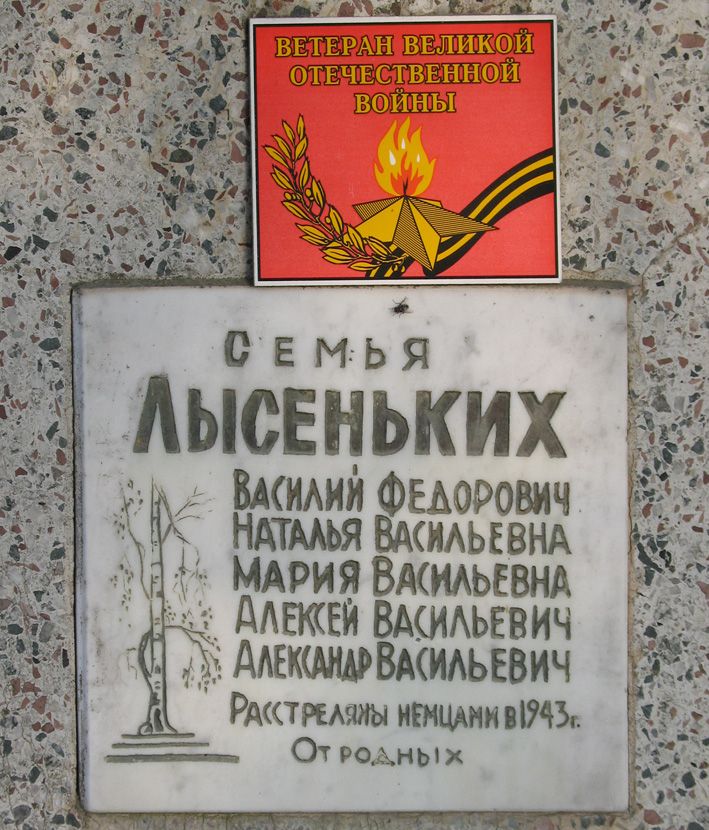 ВЕТЕРАН ВЕЛИКОЙ
ОТЕЧЕСТВЕННОЙ
ВОЙНЫ
СЕМЬЯ
ЛЫСЕНЬКИХ
ВАСИЛИЙ ФЕДОРОВИЧ
НАТАЛЬЯ ВАСИЛЬЕВНА
МАРИЯ ВАСИЛЬЕВНА
АЛЕКСЕЙ ВАСИЛЬЕВИЧ
АЛЕКСАНДР ВАСИЛЬЕВИЧ
РАССТРЕЛЯНЫ НЕМЦАМИ В 1943 г.
ОТ РОДНЫХ